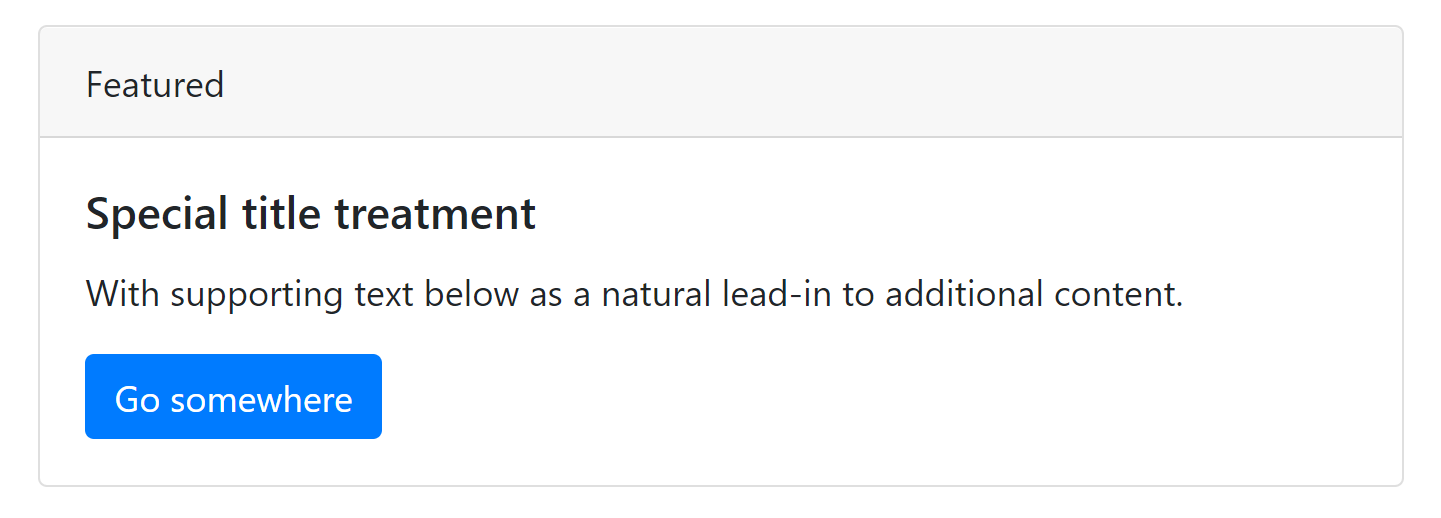 Featured
Special title treatment
With supporting text below as a natural lead-in to additional content.
Go somewhere